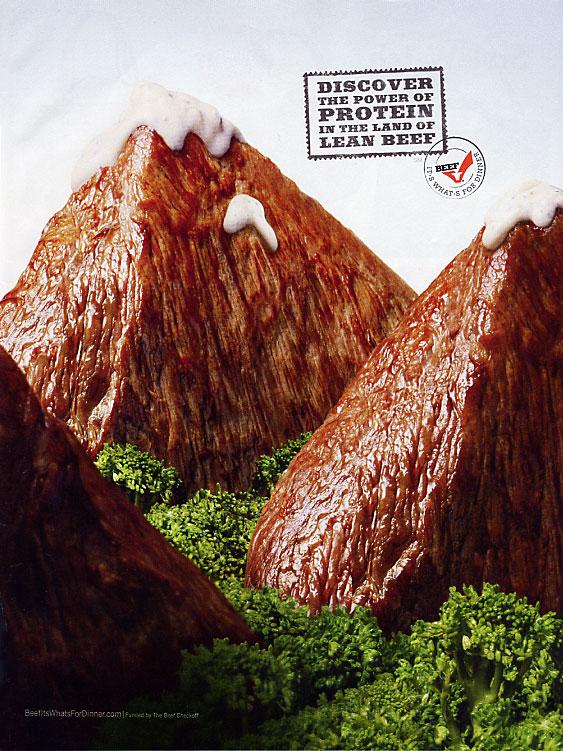 DISCOVER
THE POWER OF
PROTEIN
IN THE LAND OF
LEAN BEEF
BEEF
IT'S WHAT'S FOR DINNER
BeefItsWhatsForDinner.com | Funded by The Beef Checkoff